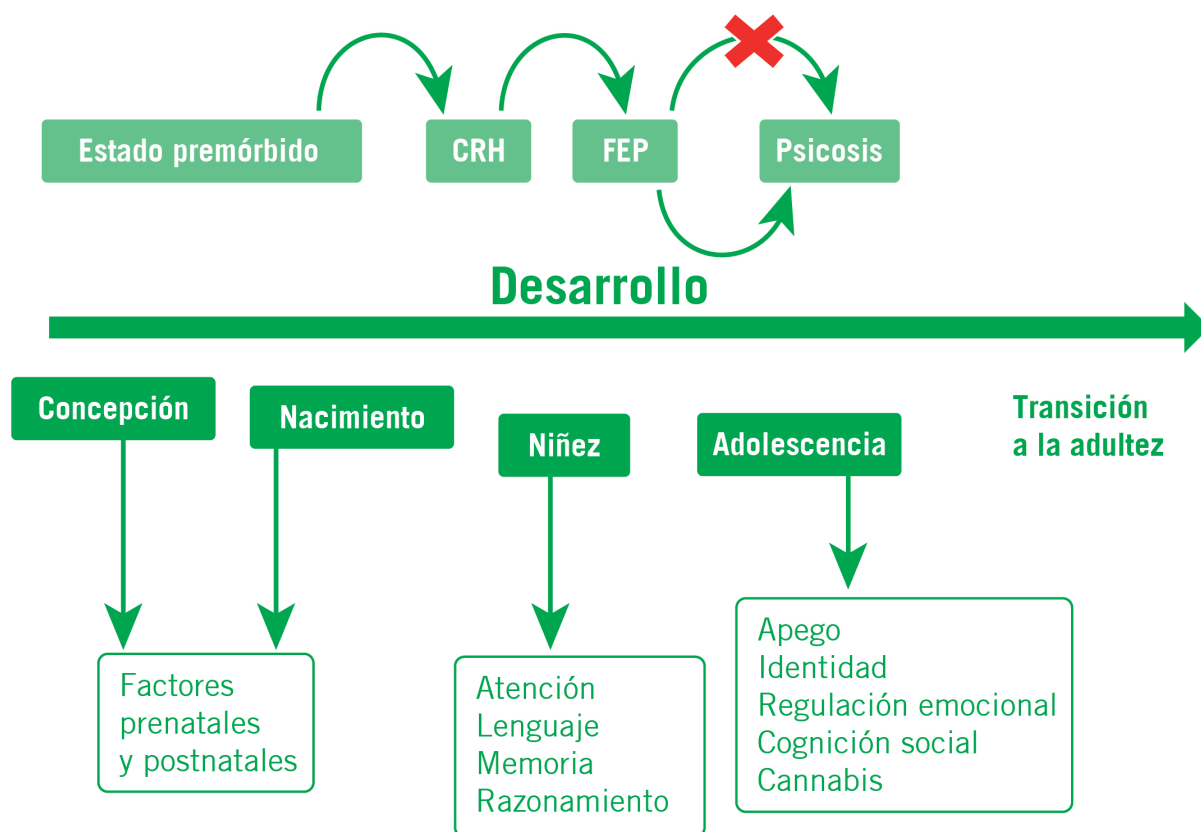 Estado premórbido
CRH
FEP
Psicosis
Desarrollo
Concepción
Nacimiento
Niñez
Adolescencia
Transición
a la adultez
Factores
prenatales
y postnatales
Atención
Lenguaje
Memoria
Razonamiento
Apego
Identidad
Regulación emocional
Cognición social
Cannabis